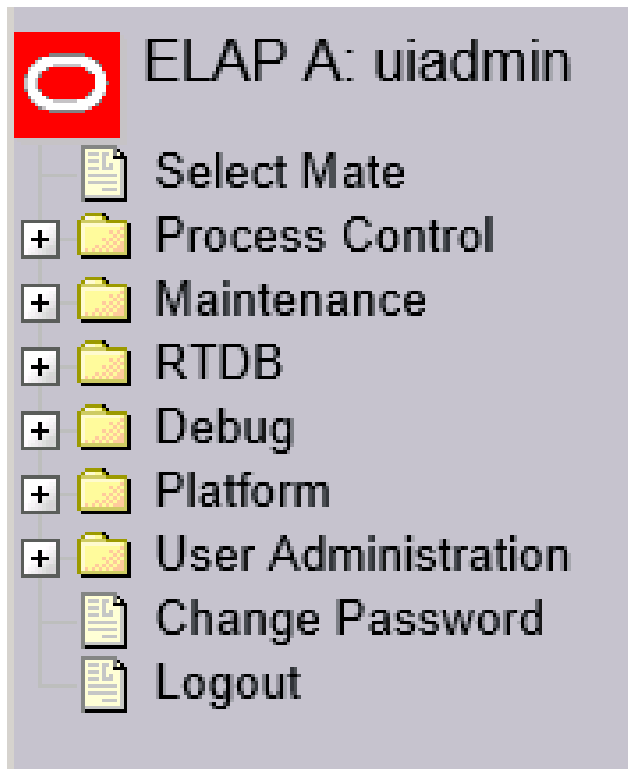 ELAP A: uiadmin
Select Mate
Process Control
Maintenance
RTDB
Debug
Platform
User Administration
Change Password
Logout